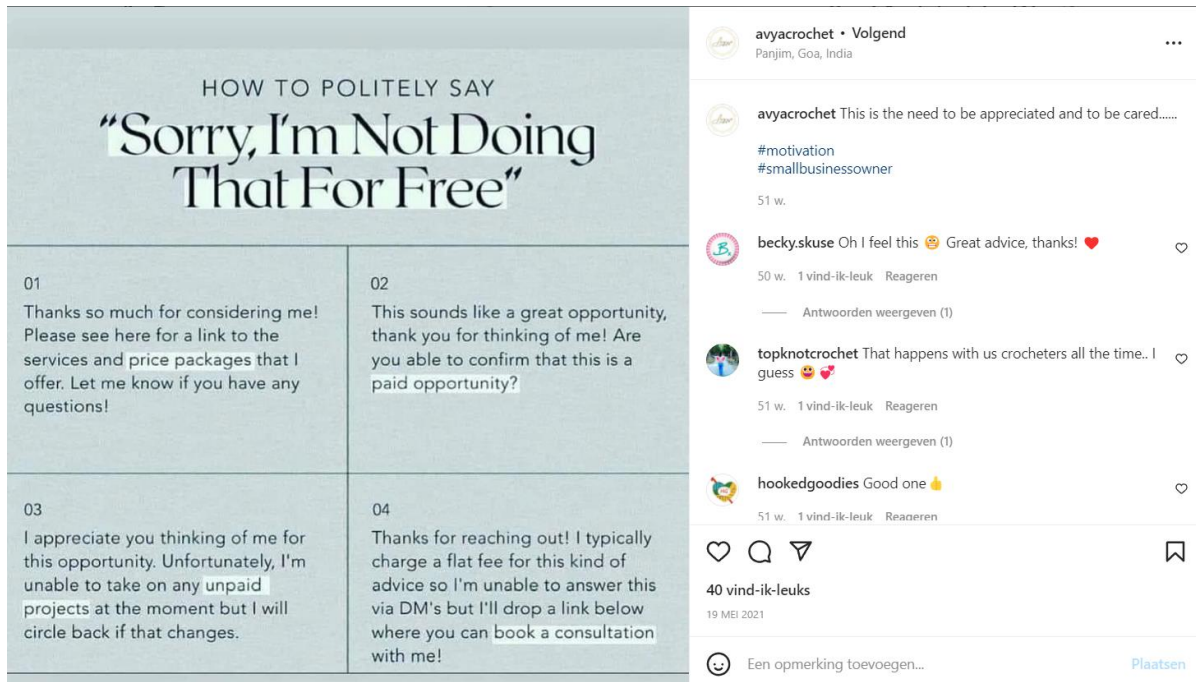 HOW TO POLITELY SAY
“Sorry, I'm Not Doing
That For Free”
01
Thanks so much for considering me!
Please see here for a link to the
services and price packages that I
offer. Let me know if you have any
questions!
02
This sounds like a great opportunity,
thank you for thinking of me! Are
you able to confirm that this is a
paid opportunity?
03
I appreciate you thinking of me for
this opportunity. Unfortunately, I'm
unable to take on any unpaid
projects at the moment but I will
circle back if that changes.
04
Thanks for reaching out! I typically
charge a flat fee for this kind of
advice so I'm unable to answer this
via DM's but I'll drop a link below
where you can book a consultation
with me!
avyacrochet • Volgend
Panjim, Goa, India
avyacrochet This is the need to be appreciated and to be cared......
#motivation
#smallbusinessowner
51 w.
becky.skuse Oh I feel this 😬 Great advice, thanks! ♥
50 w. 1 vind-ik-leuk Reageren
Antwoorden weergeven (1)
topknotcrochet That happens with us crocheters all the time.. I
guess 😀 💞
51 w. 1 vind-ik-leuk Reageren
Antwoorden weergeven (1)
hookedgoodies Good one 👍
51 w. 1 vind-ik-leuk Reageren
40 vind-ik-leuks
19 MEI 2021
Een opmerking toevoegen...
Plaatsen